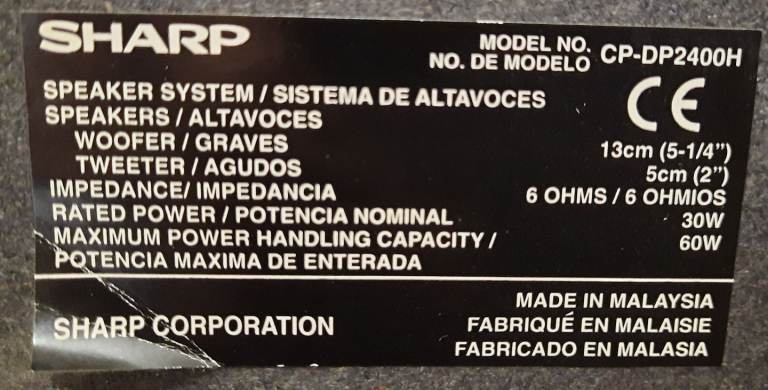 SHARP
MODEL NO.
NO. DE MODELO CP-DP2400H
SPEAKER SYSTEM / SISTEMA DE ALTAVOCES
CE
SPEAKERS / ALTAVOCES
WOOFER / GRAVES 13cm (5-1/4")
TWEETER / AGUDOS 5cm (2")
IMPEDANCE/ IMPEDANCIA 6 OHMS / 6 OHMIOS
RATED POWER / POTENCIA NOMINAL 30W
MAXIMUM POWER HANDLING CAPACITY / 60W
POTENCIA MAXIMA DE ENTERADA
MADE IN MALAYSIA
SHARP CORPORATION FABRIQUÉ EN MALAISIE
FABRICADO EN MALASIA